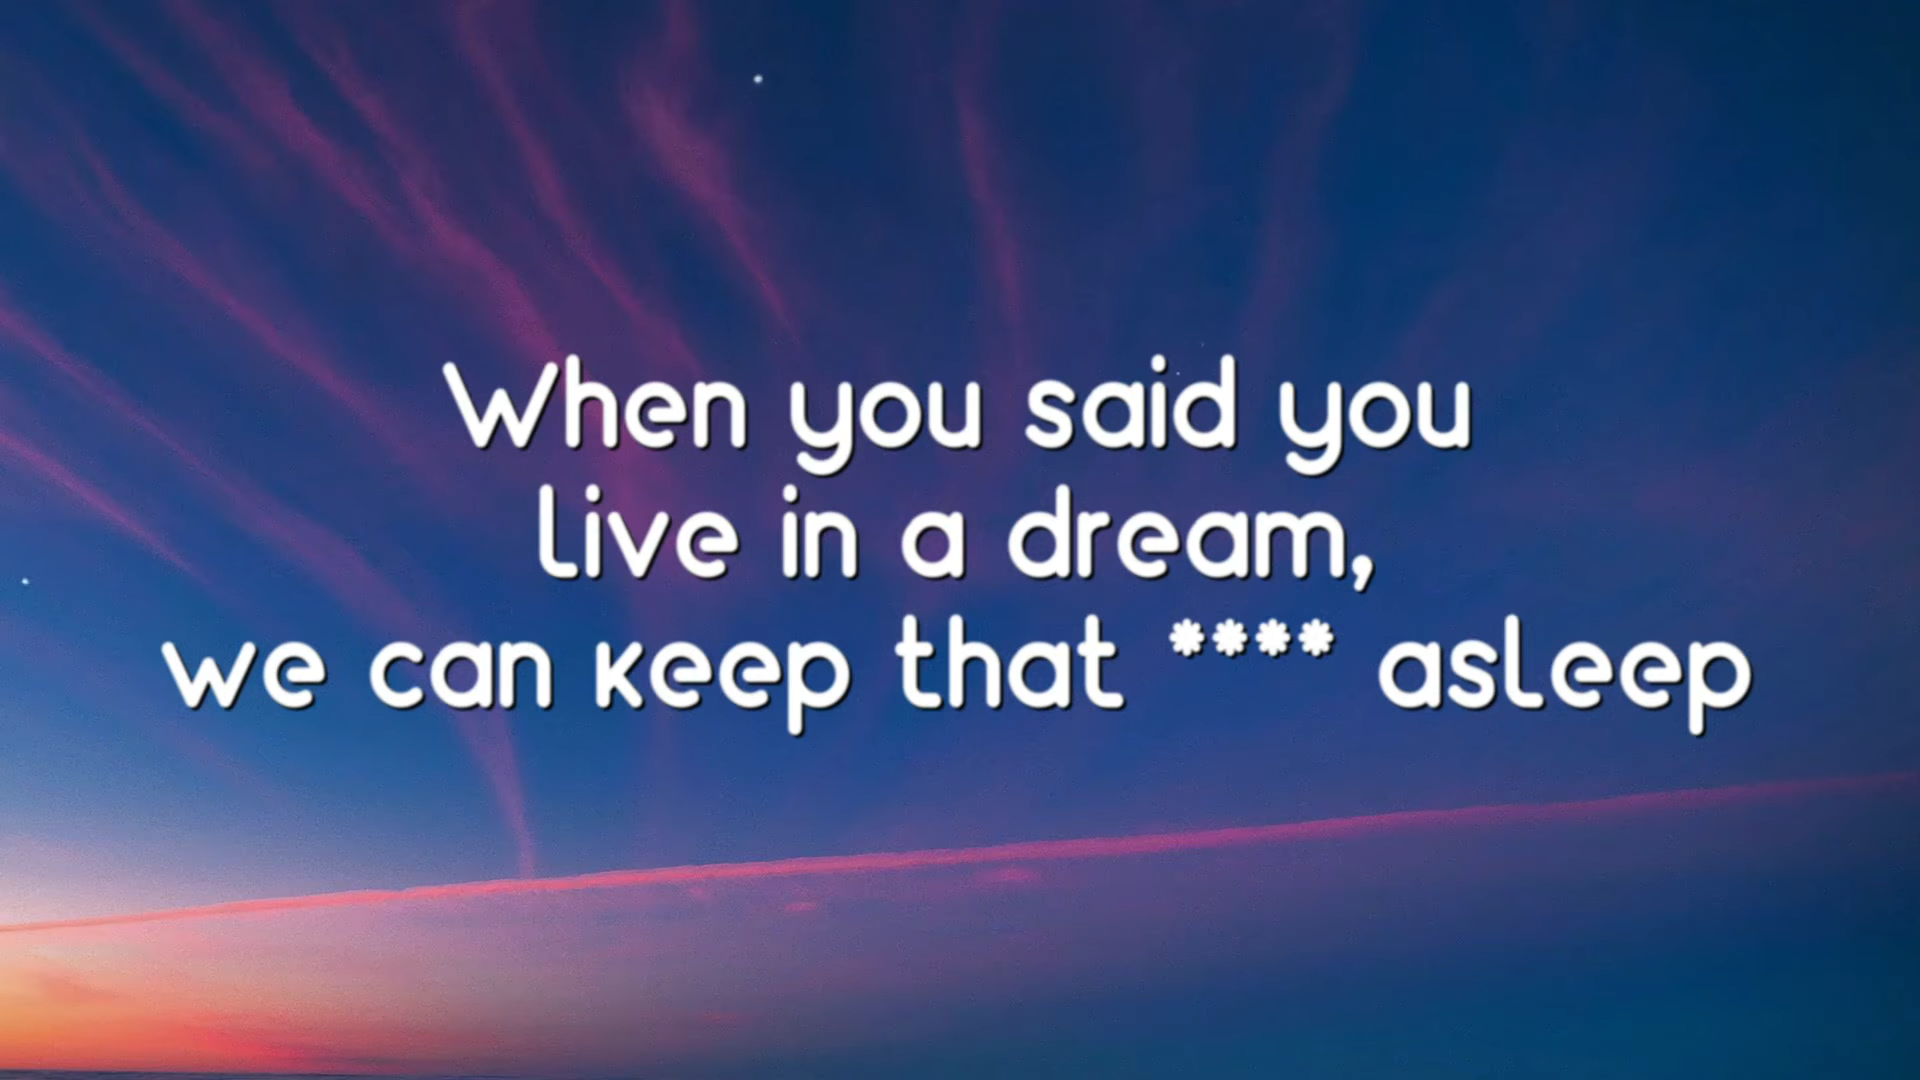 When you said you
live in a dream,
we can keep that **** asleep